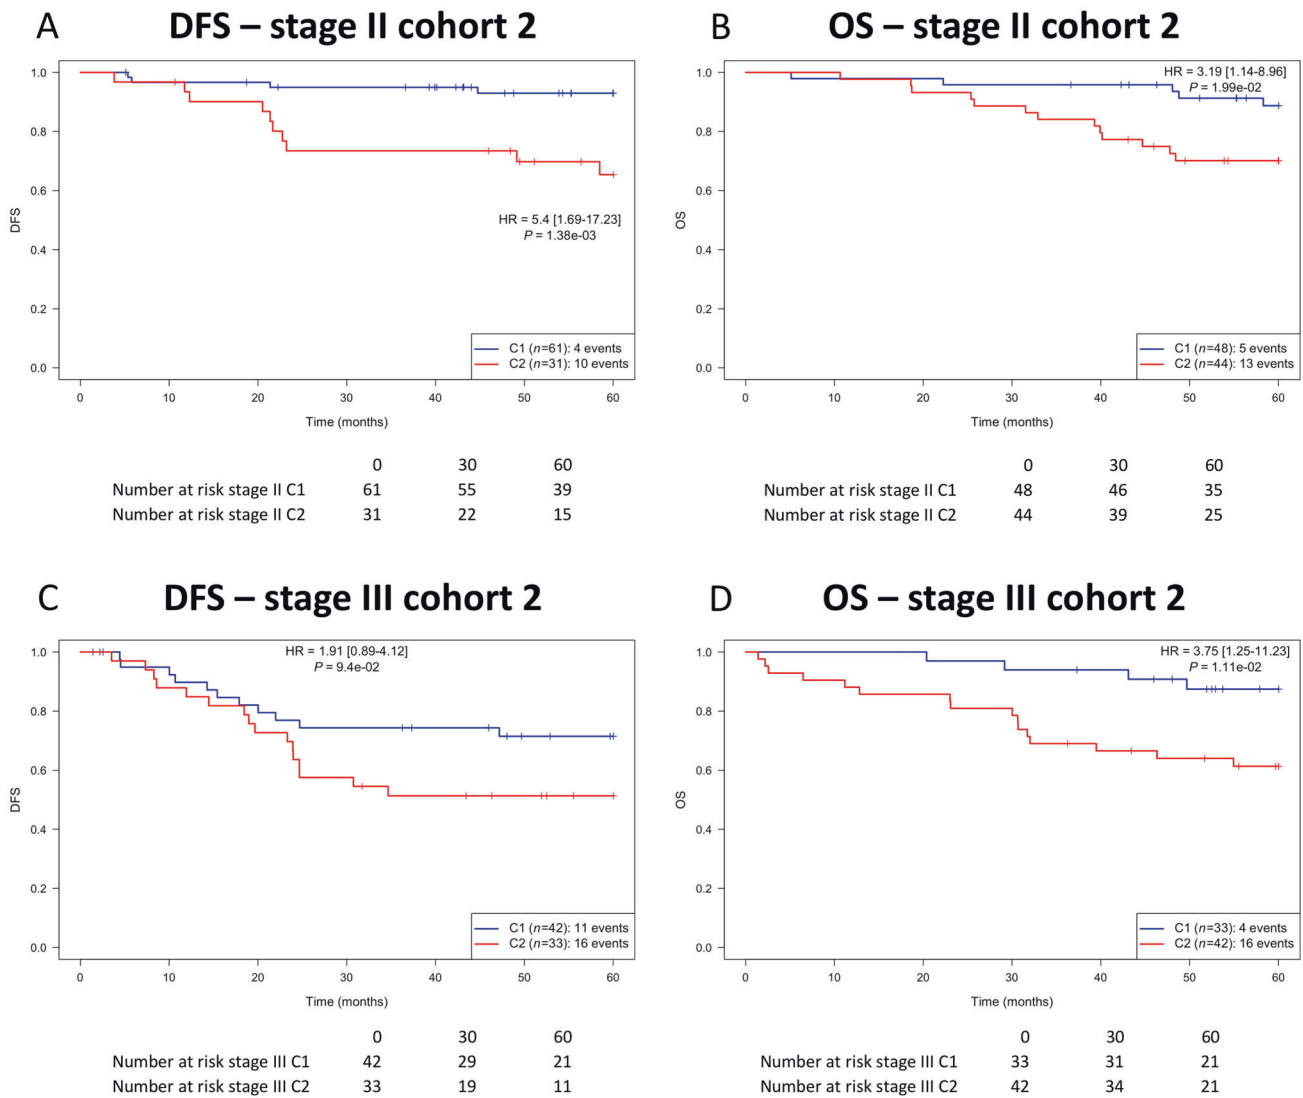 A
DFS – stage II cohort 2
1.0
0.8
0.6
0.4
0.2
0.0
DFS
HR = 5.4 [1.69-17.23]
P = 1.38e-03
C1 (n=61): 4 events
C2 (n=31): 10 events
0 10 20 30 40 50 60
Time (months)
0 30 60
Number at risk stage II C1 61 55 39
Number at risk stage II C2 31 22 15
B
OS – stage II cohort 2
1.0
0.8
0.6
0.4
0.2
0.0
OS
HR = 3.19 [1.14-8.96]
P = 1.99e-02
C1 (n=48): 5 events
C2 (n=44): 13 events
0 10 20 30 40 50 60
Time (months)
0 30 60
Number at risk stage II C1 48 46 35
Number at risk stage II C2 44 39 25
C
DFS – stage III cohort 2
1.0
0.8
0.6
0.4
0.2
0.0
DFS
HR = 1.91 [0.89-4.12]
P = 9.4e-02
C1 (n=42): 11 events
C2 (n=33): 16 events
0 10 20 30 40 50 60
Time (months)
0 30 60
Number at risk stage III C1 42 29 21
Number at risk stage III C2 33 19 11
D
OS – stage III cohort 2
1.0
0.8
0.6
0.4
0.2
0.0
OS
HR = 3.75 [1.25-11.23]
P = 1.11e-02
C1 (n=33): 4 events
C2 (n=42): 16 events
0 10 20 30 40 50 60
Time (months)
0 30 60
Number at risk stage III C1 33 31 21
Number at risk stage III C2 42 34 21